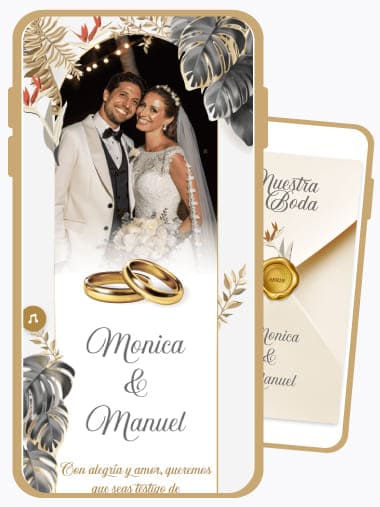 Monica
&
Manuel
Con alegría y amor, queremos
que seas testigo de
Nuestra
Boda
Monica
&
Manuel